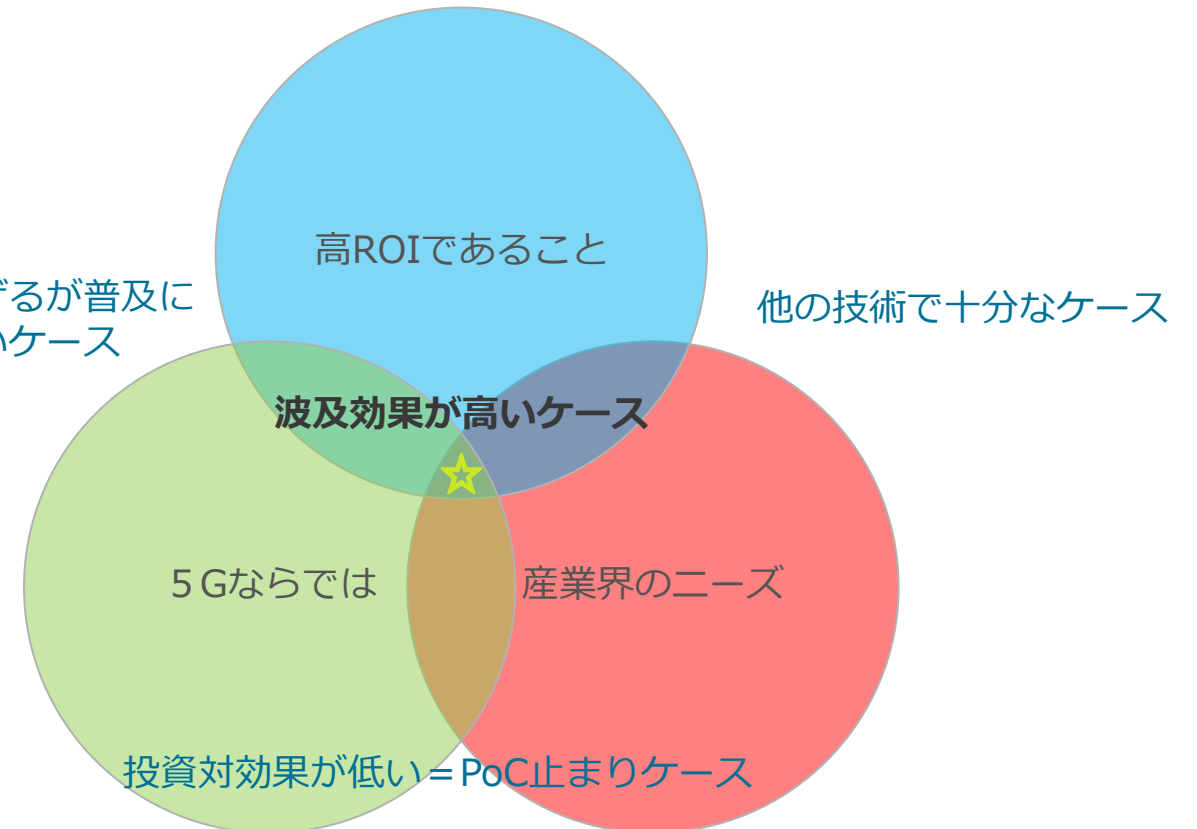 高ROIであること
げるが普及に
いケース
他の技術で十分なケース
波及効果が高いケース
５Gならでは
産業界のニーズ
投資対効果が低い＝PoC止まりケース